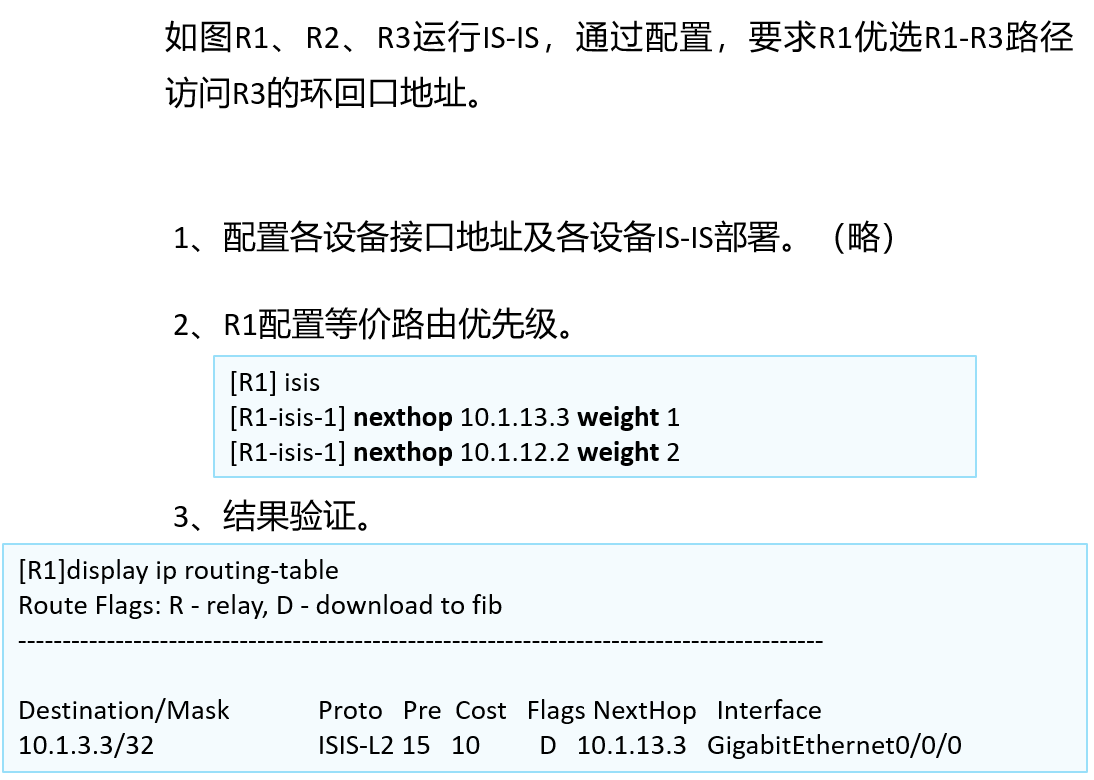 如图R1、R2、R3运行IS-IS，通过配置，要求R1优选R1-R3路径
访问R3的环回口地址。
1、配置各设备接口地址及各设备IS-IS部署。（略）
2、R1配置等价路由优先级。
[R1] isis
[R1-isis-1] nexthop 10.1.13.3 weight 1
[R1-isis-1] nexthop 10.1.12.2 weight 2
3、结果验证。
[R1]display ip routing-table
Route Flags: R - relay, D - download to fib
------------------------------------------------------------------------------------------
Destination/Mask Proto Pre Cost Flags NextHop Interface
10.1.3.3/32 ISIS-L2 15 10 D 10.1.13.3 GigabitEthernet0/0/0